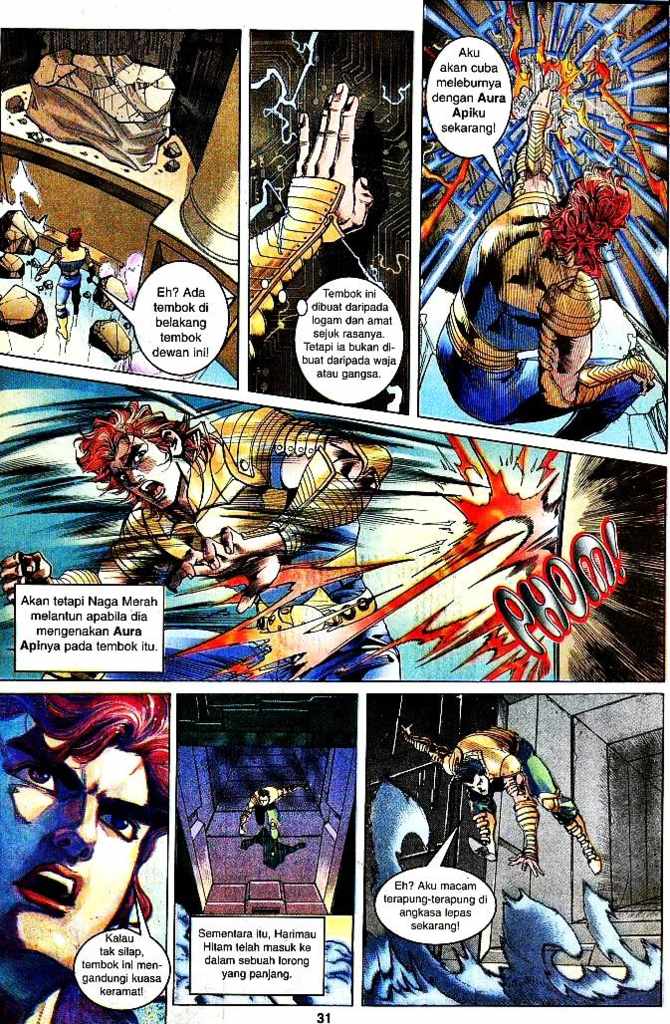 Eh? Ada
tembok di
belakang
tembok
dewan ini!
Tembok ini
dibuat daripada
logam dan amat
sejuk rasanya.
Tetapi ia bukan di-
buat daripada waja
atau gangsa.
Aku
akan cuba
meleburnya
dengan Aura
Apiku
sekarang!
Akan tetapi Naga Merah
melantun apabila dia
mengenakan Aura
Apinya pada tembok itu.
PHOM!
Kalau
tak silap,
tembok ini men-
gandungi kuasa
keramat!
Sementara itu, Harimau
Hitam telah masuk ke
dalam sebuah lorong
yang panjang.
Eh? Aku macam
terapung-terapung di
angkasa lepas
sekarang!
31